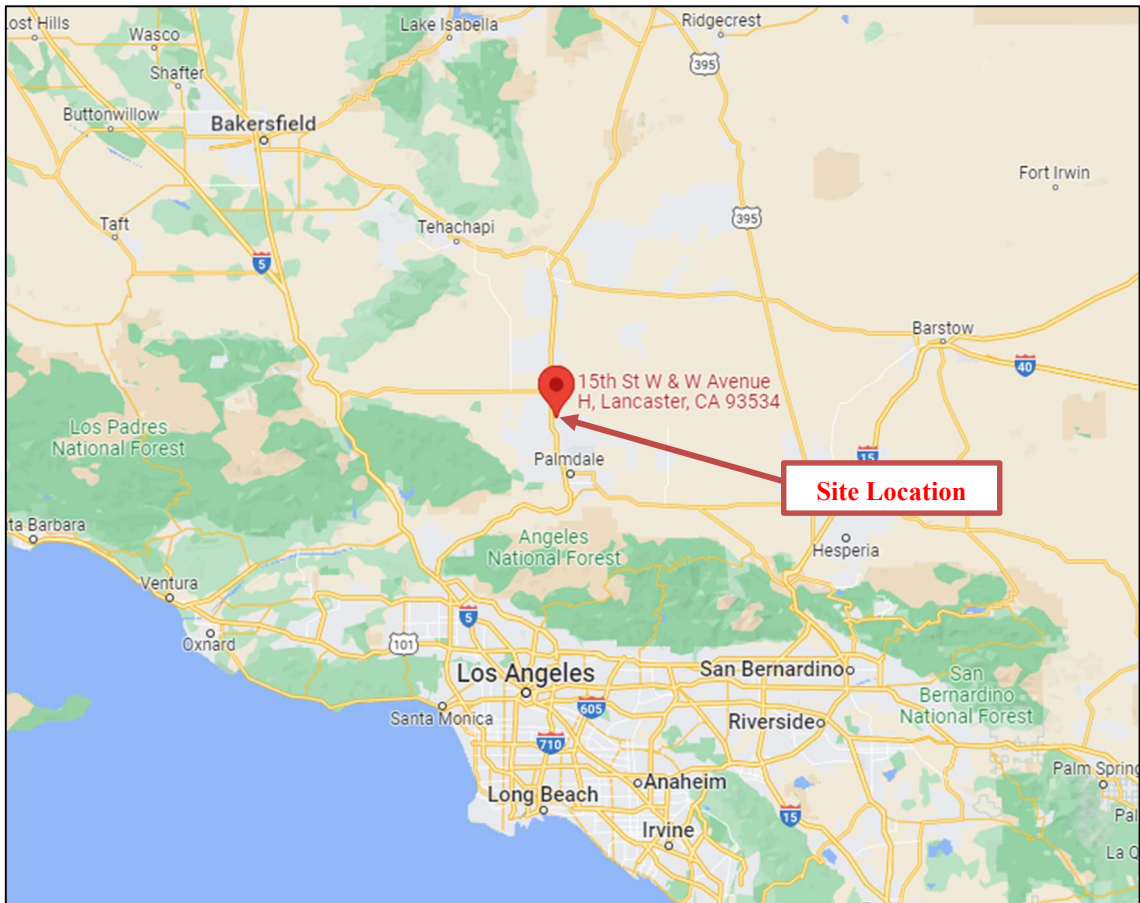 ost Hills
Wasco
Lake Isabella
Ridgecrest
395
Shafter
Buttonwillow
Bakersfield
Fort Irwin
395
Taft
Tehachapi
5
Barstow
40
15th St W & W Avenue
H, Lancaster, CA 93534
Los Padres
National Forest
15
Palmdale
Site Location
ta Barbara
Angeles
National Forest
Hesperia
Ventura
5
Oxnard
101
Los Angeles
San Bernardino
San
Bernardino
National Forest
605
Santa Monica
Riverside
710
Palm Spring
Anaheim
Long Beach
15
Pal
Irvine
La Q